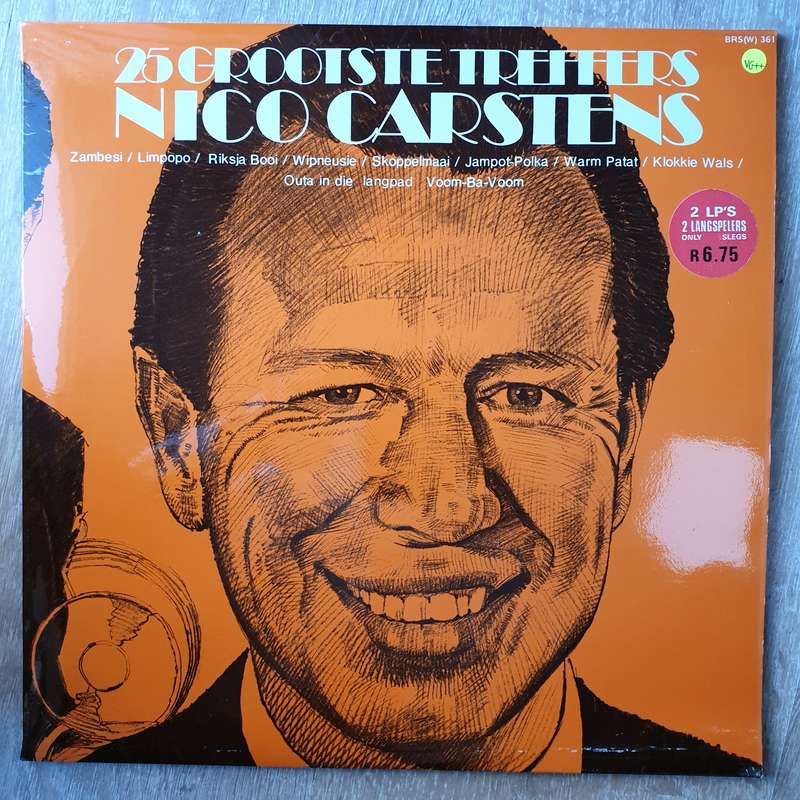 BRS(W) 361
25 GROOTSTE TREFFERS
NICO CARSTENS
VG++
Zambesi / Limpopo / Riksja Booi / Wipneusie / Skoppelmaai / Jampot-Polka / Warm Patat / Klokkie Wals /
Outa in die langpad Voom-Ba-Voom
2 LP'S
2 LANGSPELERS
ONLY SLEGS
R6.75